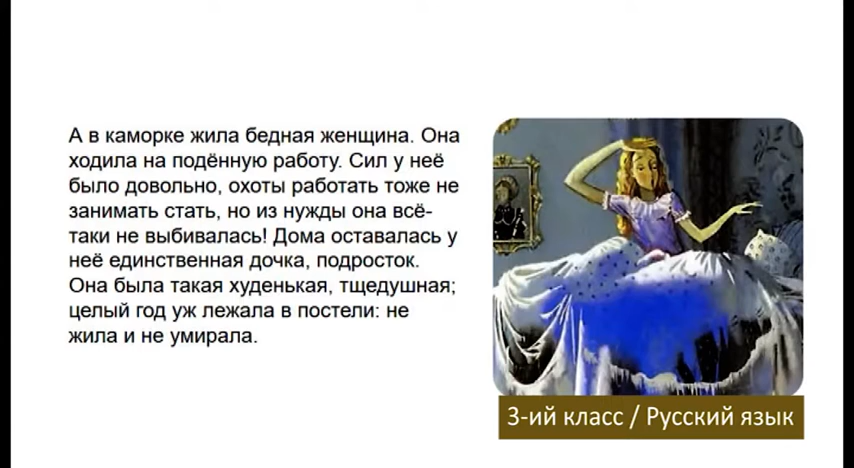 А в каморке жила бедная женщина. Она
ходила на подённую работу. Сил у неё
было довольно, охоты работать тоже не
занимать стать, но из нужды она всё-
таки не выбивалась! Дома оставалась у
неё единственная дочка, подросток.
Она была такая худенькая, тщедушная;
целый год уж лежала в постели: не
жила и не умирала.
3-ий класс / Русский язык